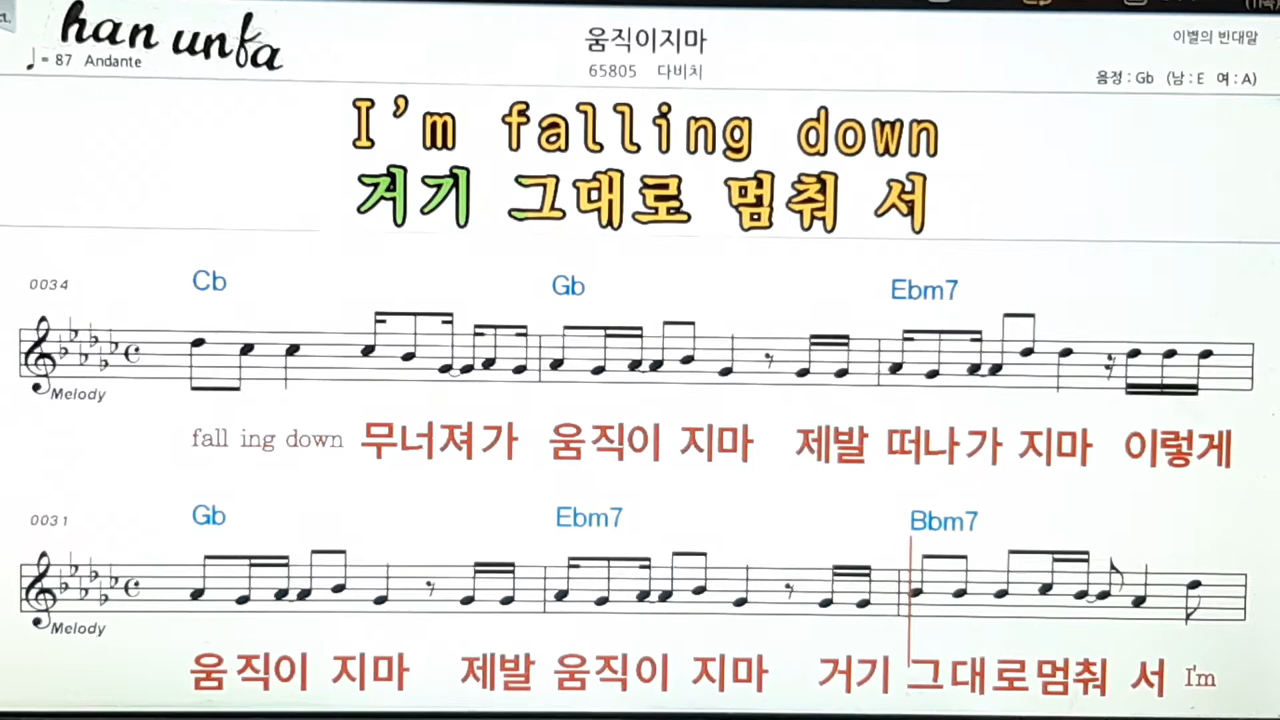 han unfa
움직이지마
이별의 반대말
♩= 87 Andante
65805 다비치
음정 : Gb (남 : E 여 : A)
I'm falling down
거기 그대로 멈춰 서
0034
Cb Gb Ebm7
Melody
fall ing down 무너져가 움직이 지마 제발 떠나가 지마 이렇게
0031
Gb Ebm7 Bbm7
Melody
움직이 지마 제발 움직이 지마 거기 그대로멈춰 서 I'm